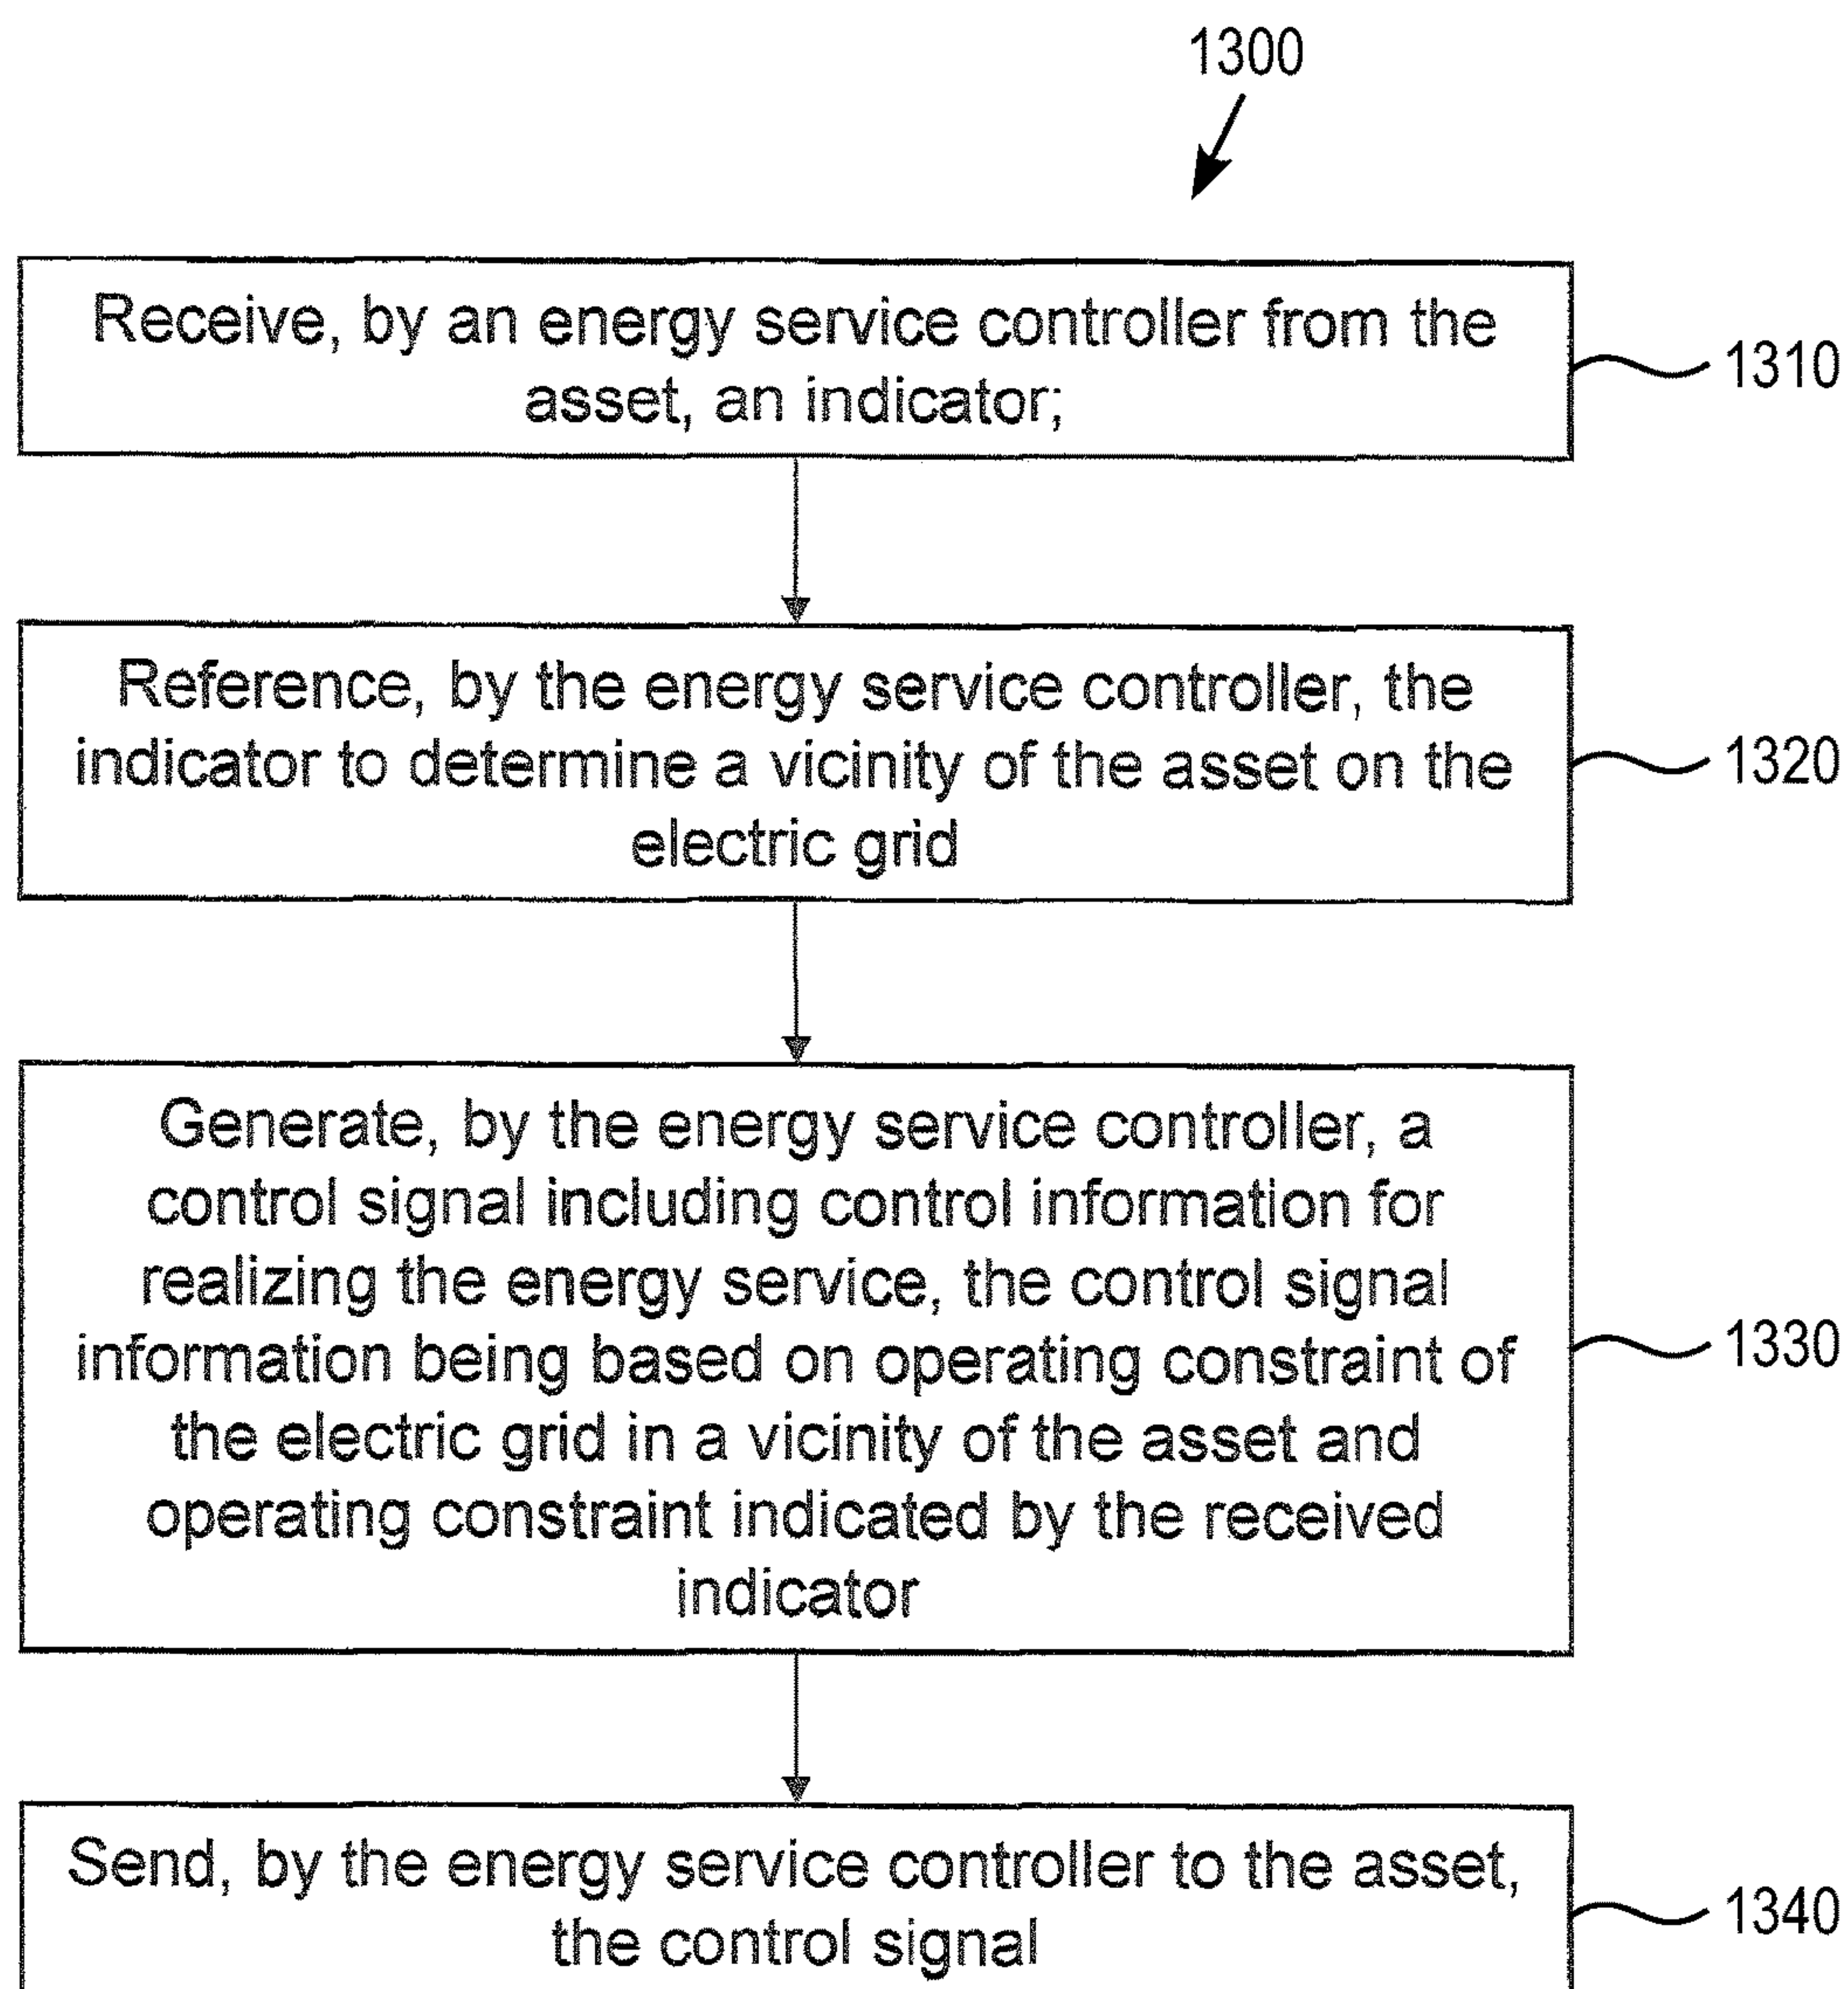 1300
Receive, by an energy service controller from the
asset, an indicator;
1310
Reference, by the energy service controller, the
indicator to determine a vicinity of the asset on the
electric grid
1320
Generate, by the energy service controller, a
control signal including control information for
realizing the energy service, the control signal
information being based on operating constraint of
the electric grid in a vicinity of the asset and
operating constraint indicated by the received
indicator
1330
Send, by the energy service controller to the asset,
the control signal
1340